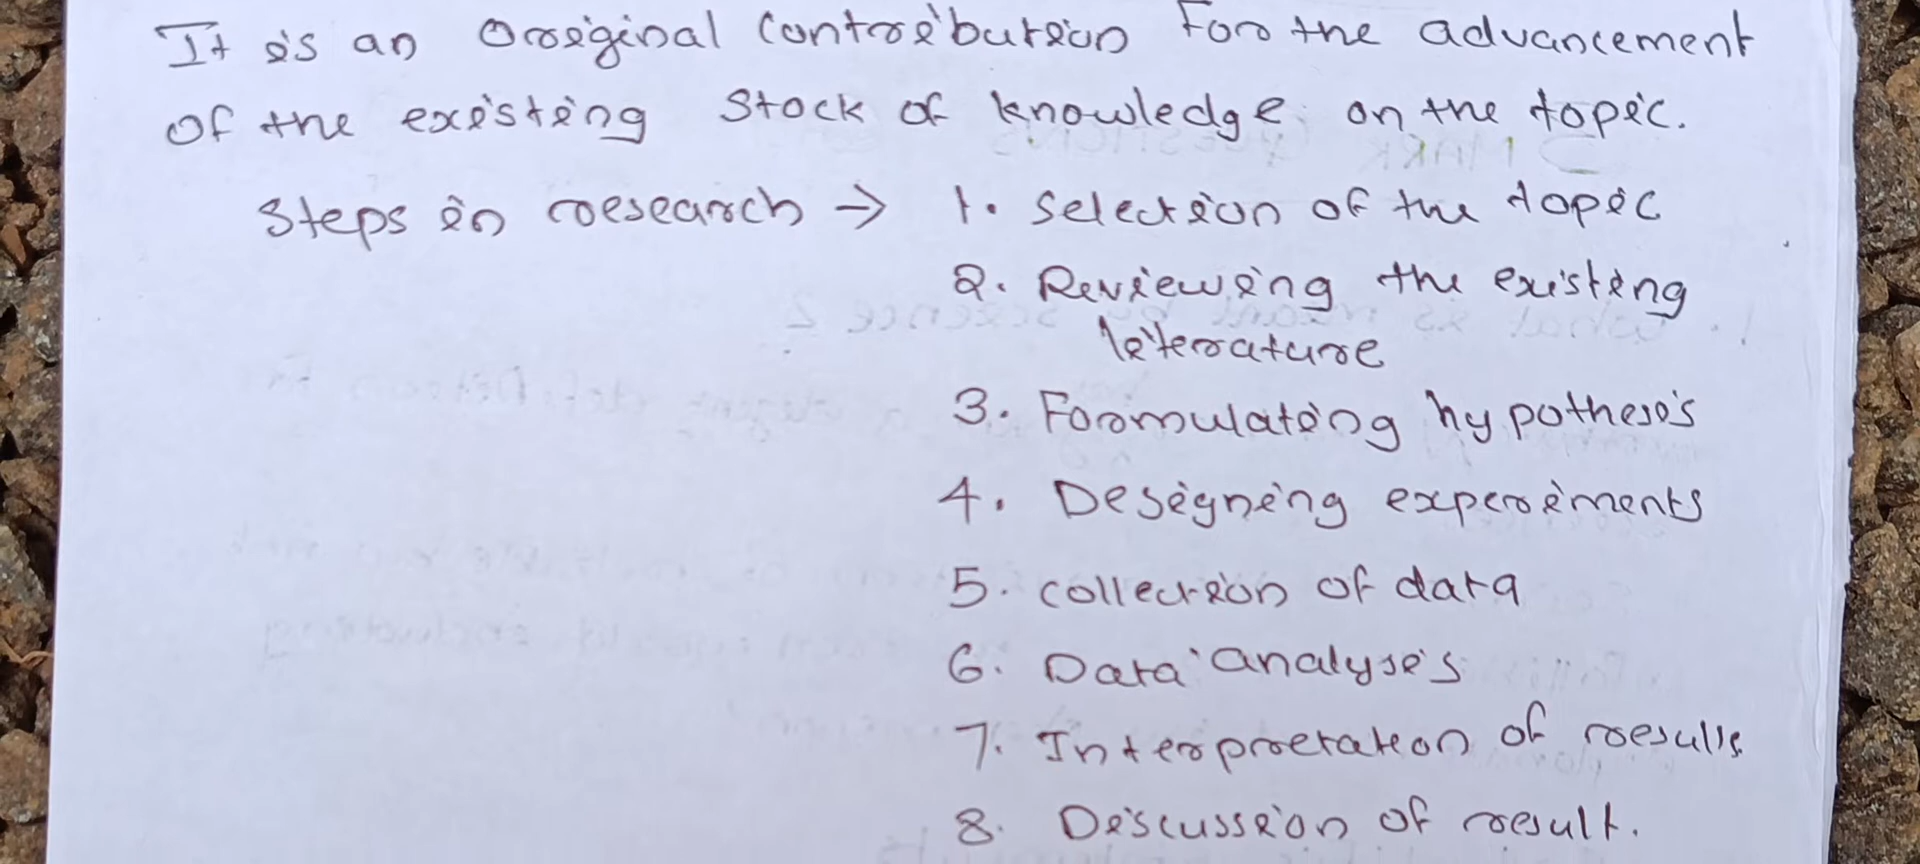 It is an Original Contribution For the advancement
Of the existing Stock of knowledge on the topic.
Steps in research → 1. Selection of the topic
2. Reviewing the existing
literature
3. Formulating hypothesis
4. Designing experiments
5. collection of data
6. Data analysis
7. Interpretation of results
8. Discussion of result.